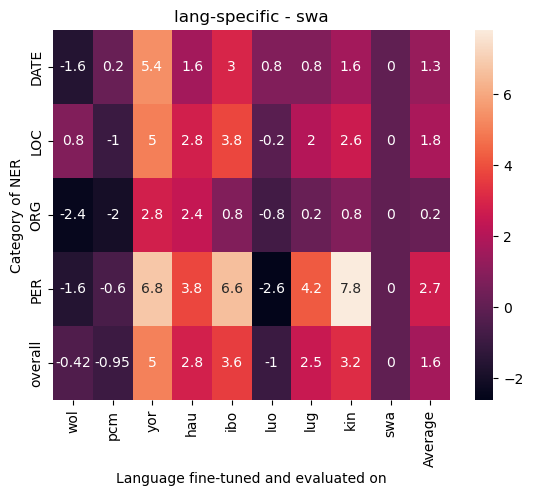 lang-specific - swa
Category of NER
DATE -1.6 0.2 5.4 1.6 3 0.8 0.8 1.6 0 1.3
LOC 0.8 -1 5 2.8 3.8 -0.2 2 2.6 0 1.8
ORG -2.4 -2 2.8 2.4 0.8 -0.8 0.2 0.8 0 0.2
PER -1.6 -0.6 6.8 3.8 6.6 -2.6 4.2 7.8 0 2.7
overall -0.42 -0.95 5 2.8 3.6 -1 2.5 3.2 0 1.6
wol pcm yor hau ibo luo lug kin swa Average
Language fine-tuned and evaluated on
6
4
2
0
−2